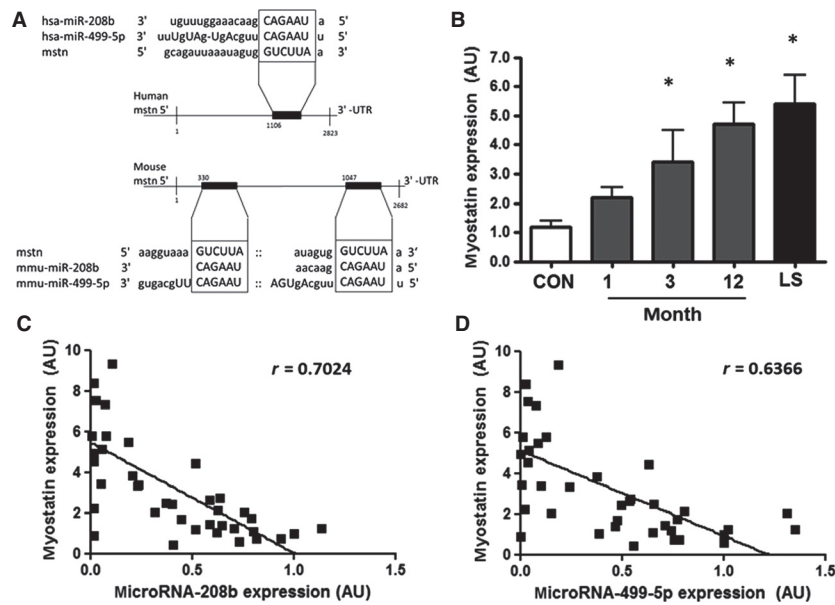 A
hsa-miR-208b 3' uguuuggaaacaag CAGAAU a 5'
hsa-miR-499-5p 3' uuUgUAg-UgAcguu CAGAAU u 5'
mstn 5' gcagauuaaauagug GUCUUA a 3'
Human
mstn 5' 3' -UTR
1 1106 2823
Mouse
mstn 5' 330 1047 3' -UTR
1 2682
mstn 5' aagguaaa GUCUUA :: auagug GUCUUA a 3'
mmu-miR-208b 3' CAGAAU aacaag CAGAAU a 5'
mmu-miR-499-5p 3' gugacgUU CAGAAU :: AGUgAcguu CAGAAU u 5'
B
Myostatin expression (AU)
7.0
6.0
5.0
4.0
3.0
2.0
1.0
0.0
* * *
CON 1 3 12 LS
Month
C
Myostatin expression (AU)
10
8
6
4
2
0
r = 0.7024
0.0 0.5 1.0 1.5
MicroRNA-208b expression (AU)
D
Myostatin expression (AU)
10
8
6
4
2
0
r = 0.6366
0.0 0.5 1.0 1.5
MicroRNA-499-5p expression (AU)